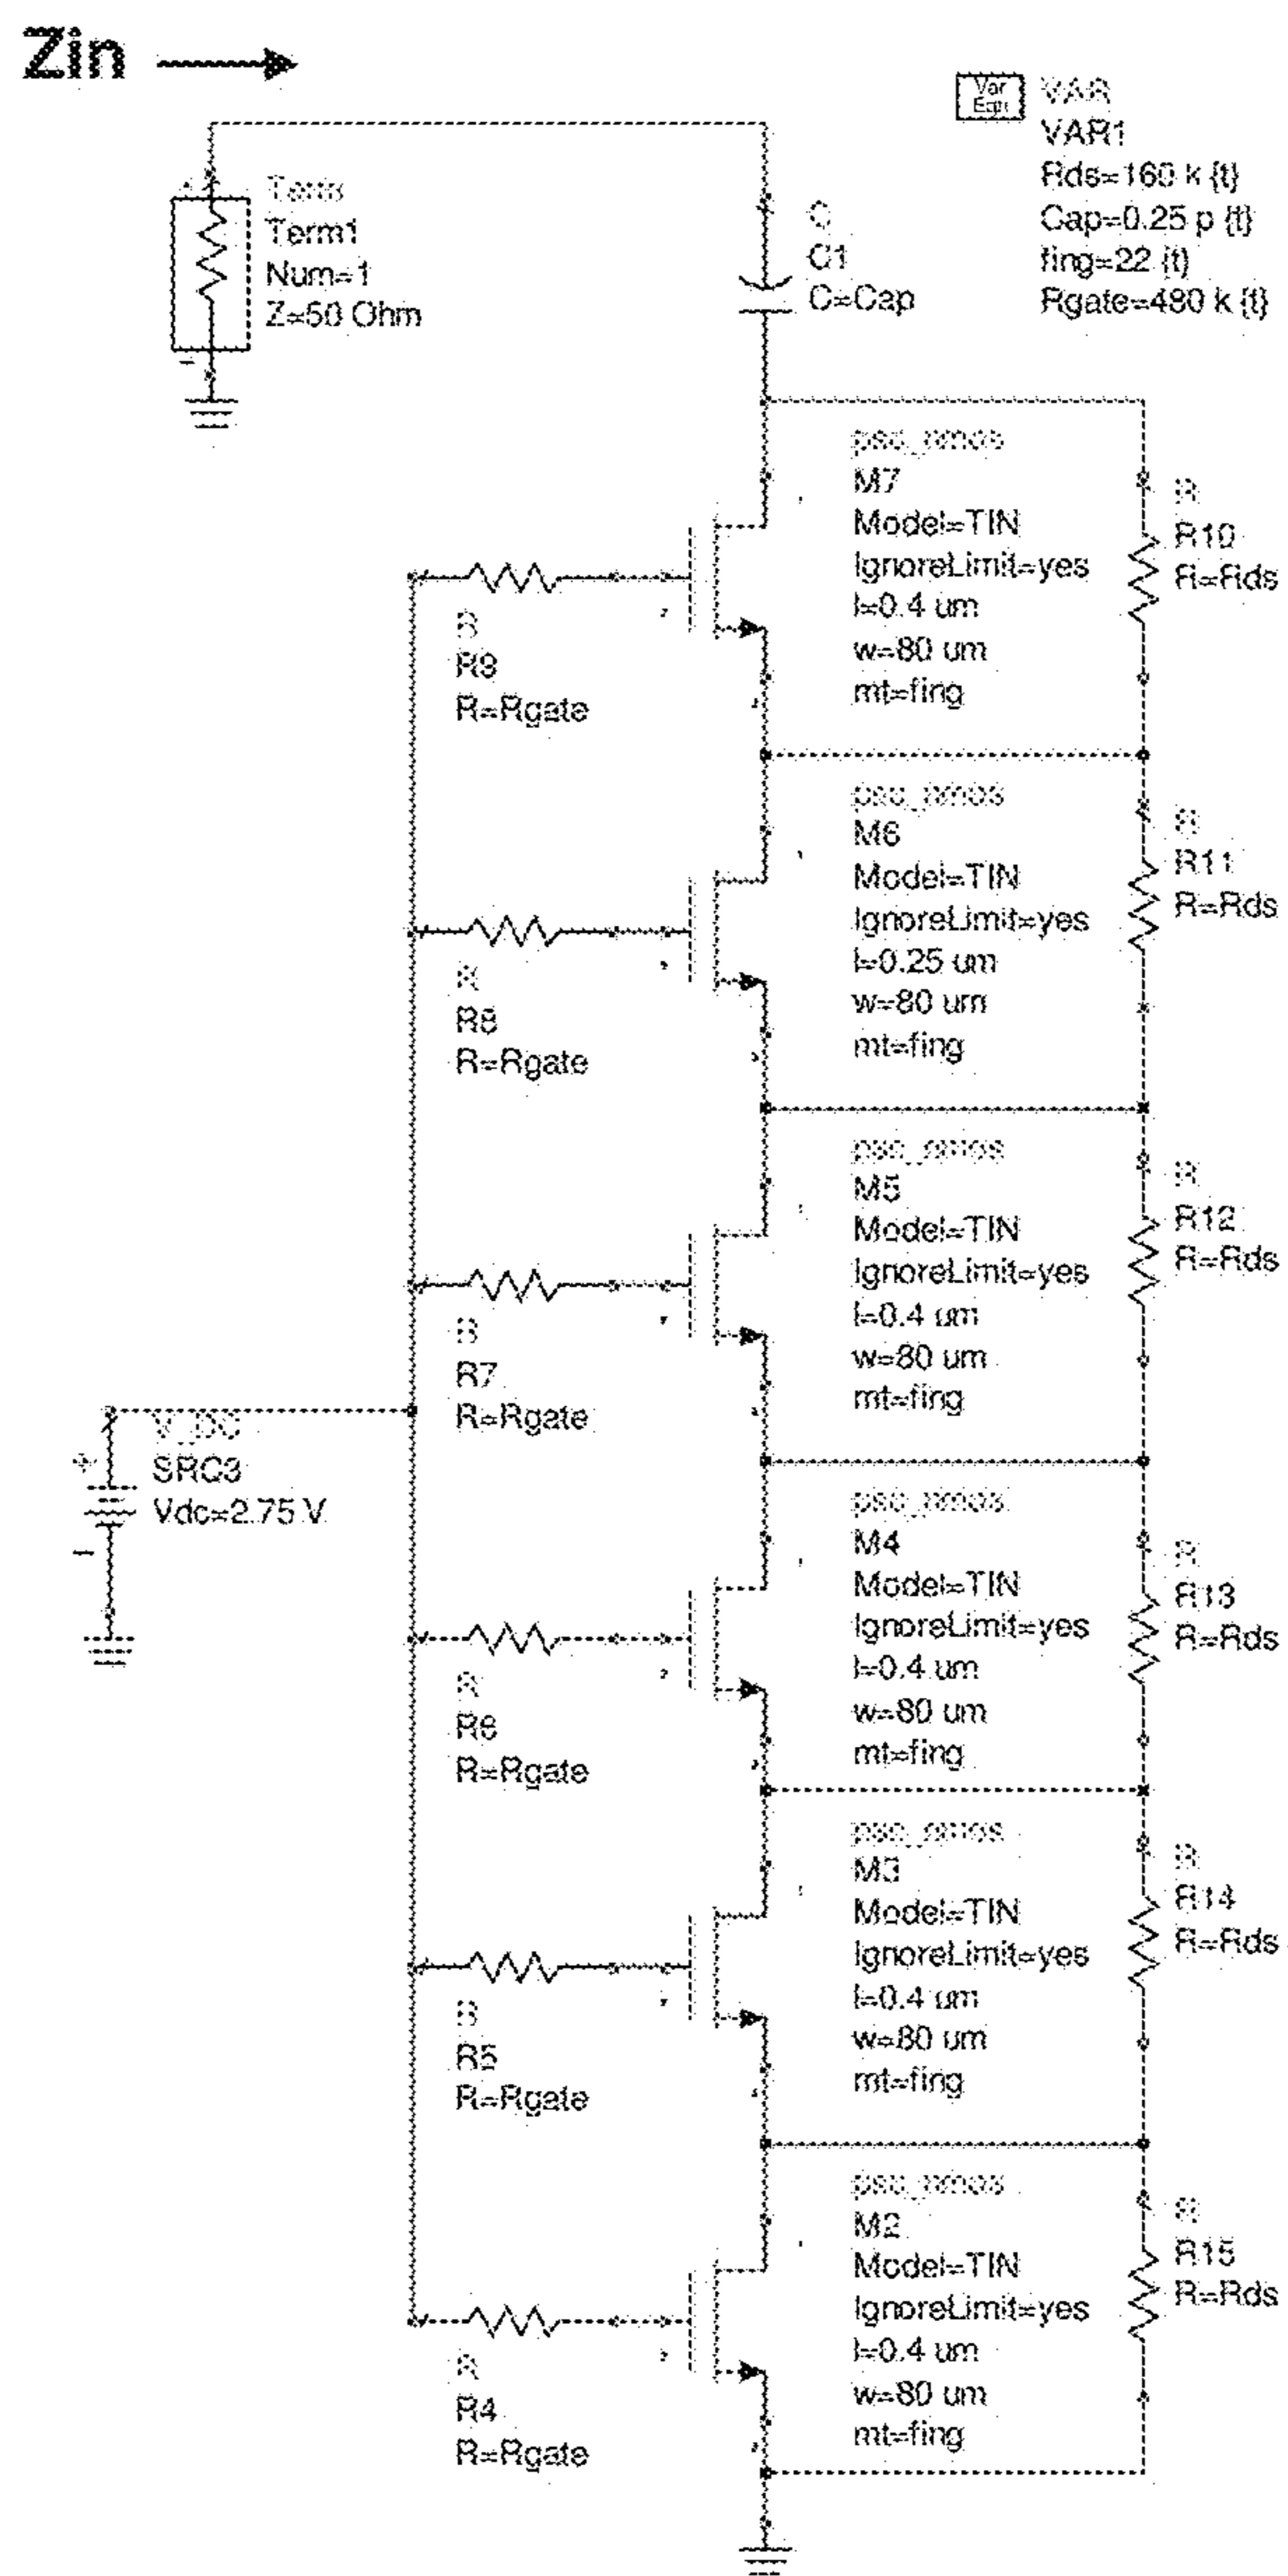 Zin
Var
Eqn
VAR
VAR1
Rds=160 k {t}
Cap=0.25 p {t}
fing=22 {t}
Rgate=480 k {t}
Term
Term1
Num=1
Z=50 Ohm
C
C1
C=Cap
M7
Model=TIN
IgnoreLimit=yes
l=0.4 um
w=80 um
mt=fing
R
R10
R=Rds
R
R9
R=Rgate
M6
Model=TIN
IgnoreLimit=yes
l=0.25 um
w=80 um
mt=fing
R
R11
R=Rds
R
R8
R=Rgate
M5
Model=TIN
IgnoreLimit=yes
l=0.4 um
w=80 um
mt=fing
R
R12
R=Rds
R
R7
R=Rgate
V_DC
SRC3
Vdc=2.75 V
M4
Model=TIN
IgnoreLimit=yes
l=0.4 um
w=80 um
mt=fing
R
R13
R=Rds
R
R6
R=Rgate
M3
Model=TIN
IgnoreLimit=yes
l=0.4 um
w=80 um
mt=fing
R
R14
R=Rds
R
R5
R=Rgate
M2
Model=TIN
IgnoreLimit=yes
l=0.4 um
w=80 um
mt=fing
R
R15
R=Rds
R
R4
R=Rgate